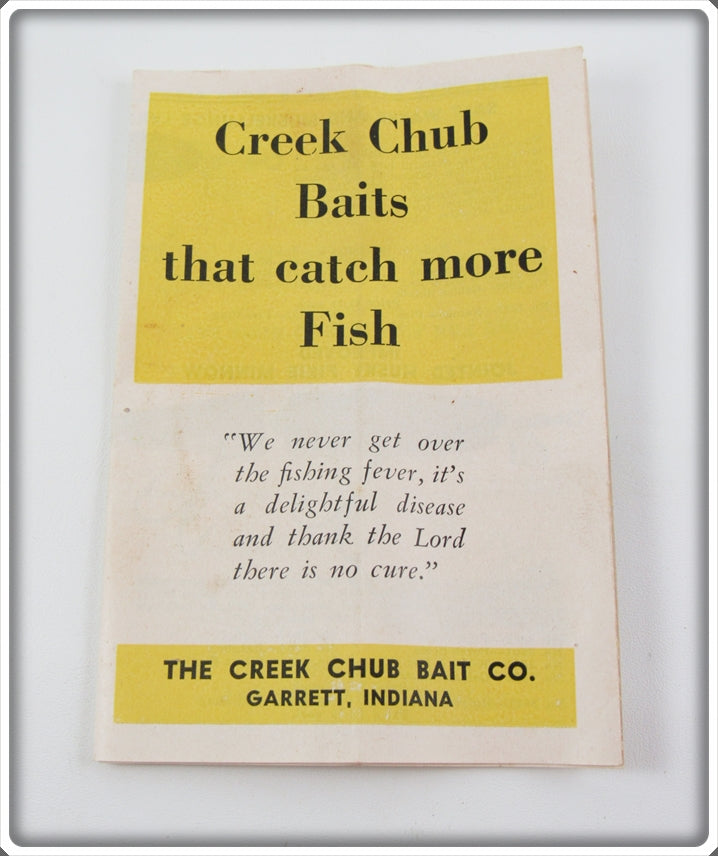 Creek Chub
Baits
that catch more
Fish
"We never get over
the fishing fever, it's
a delightful disease
and thank the Lord
there is no cure."
THE CREEK CHUB BAIT CO.
GARRETT, INDIANA